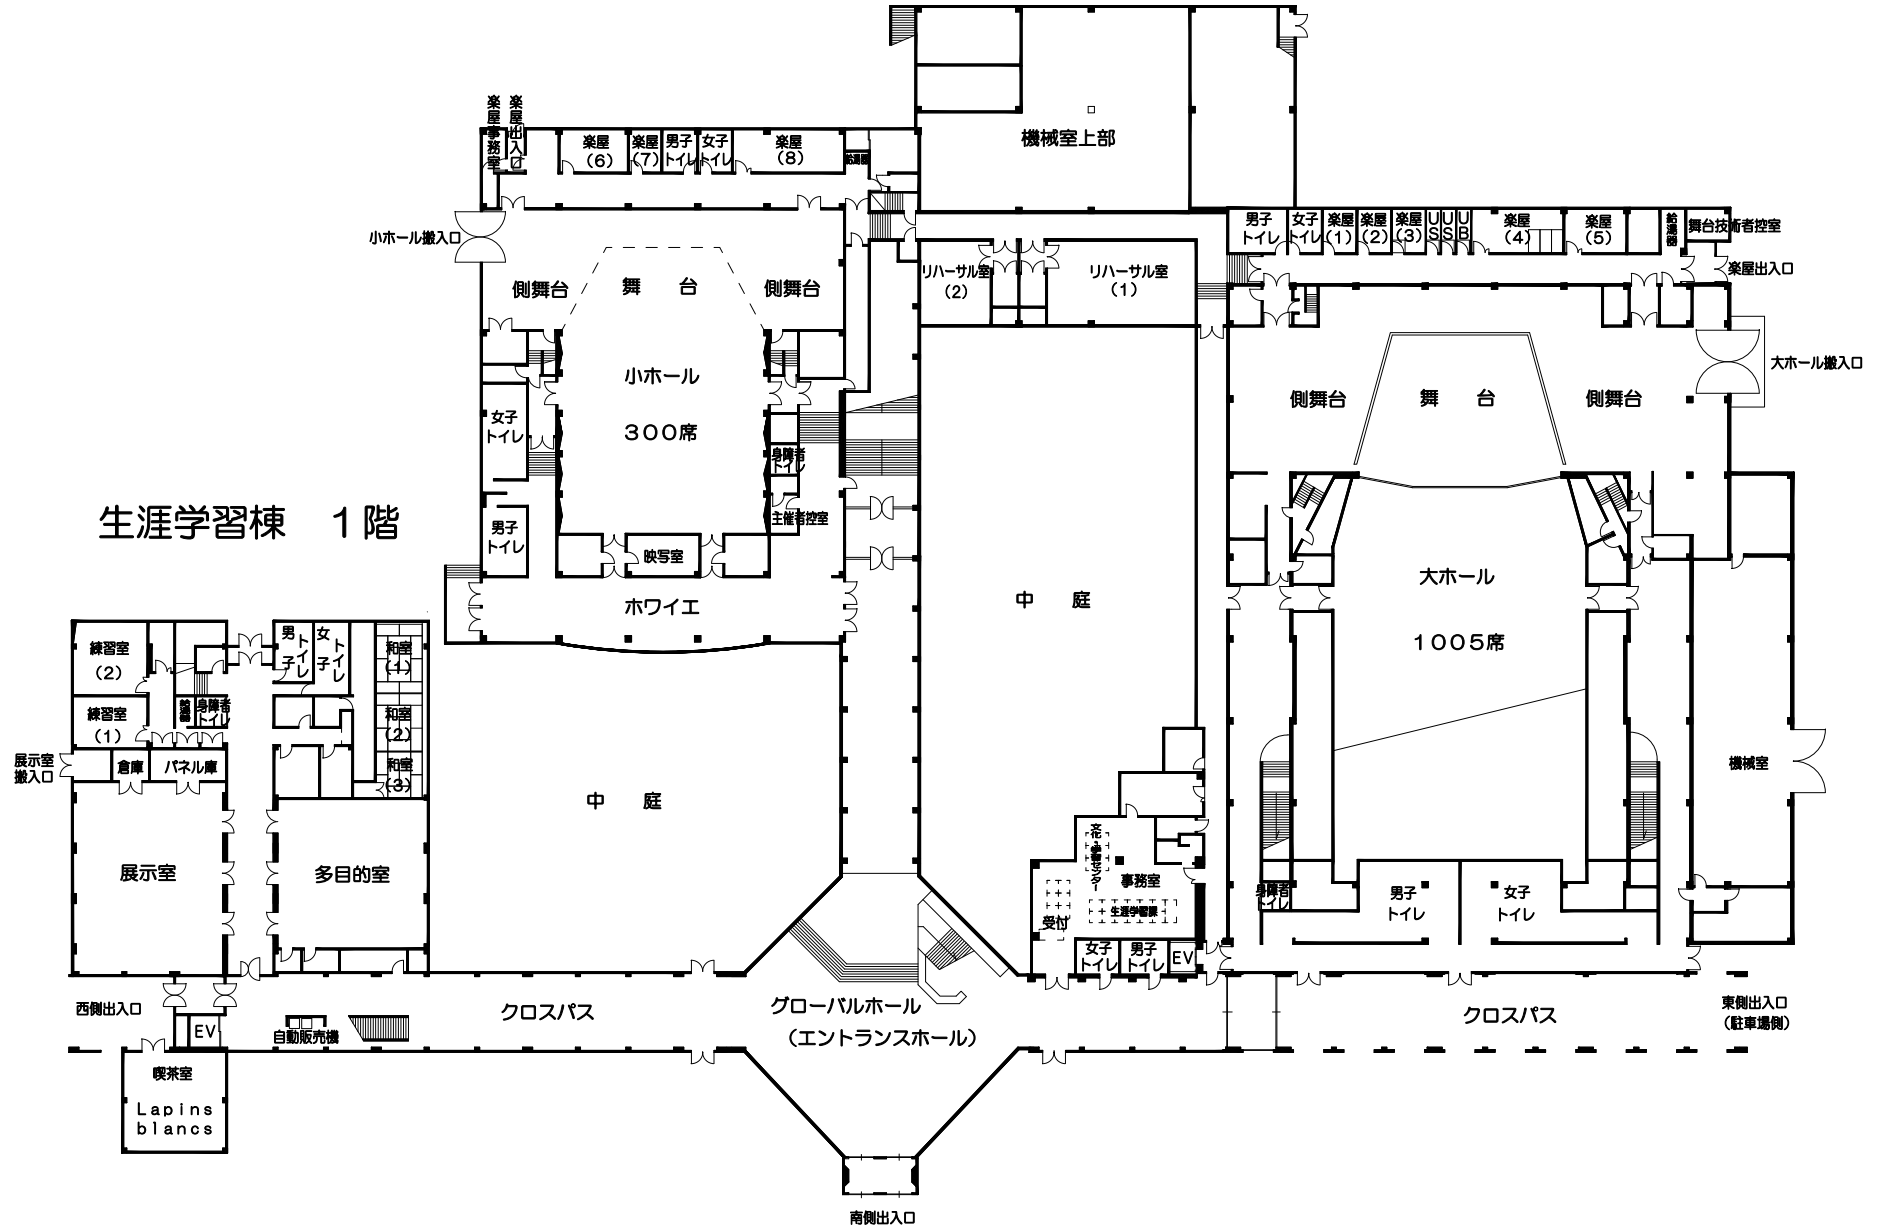 機械室上部
楽屋事務室
楽屋出入口
楽屋
（6）
楽屋
（7）
男子
トイレ
女子
トイレ
楽屋
（8）
給湯器
小ホール搬入口
側舞台
舞　台
側舞台
小ホール
３００席
女子
トイレ
男子
トイレ
身障者
トイレ
主催者控室
映写室
ホワイエ
リハーサル室
（2）
リハーサル室
（1）
男子
トイレ
女子
トイレ
楽屋
（1）
楽屋
（2）
楽屋
（3）
US
US
UB
楽屋
（4）
楽屋
（5）
給湯器
舞台技術者控室
楽屋出入口
大ホール搬入口
側舞台
舞　台
側舞台
大ホール
１００５席
機械室
生涯学習棟　１階
中　庭
中　庭
練習室
（2）
練習室
（1）
給湯器
身障者
トイレ
男子
トイレ
女子
トイレ
和室
（1）
和室
（2）
和室
（3）
展示室
搬入口
倉庫
パネル庫
展示室
多目的室
文化・学習センター
事務室
生涯学習課
受付
女子
トイレ
男子
トイレ
EV
身障者
トイレ
男子
トイレ
女子
トイレ
西側出入口
EV
自動販売機
クロスパス
グローバルホール
（エントランスホール）
クロスパス
東側出入口
（駐車場側）
喫茶室
Lapins
blancs
南側出入口